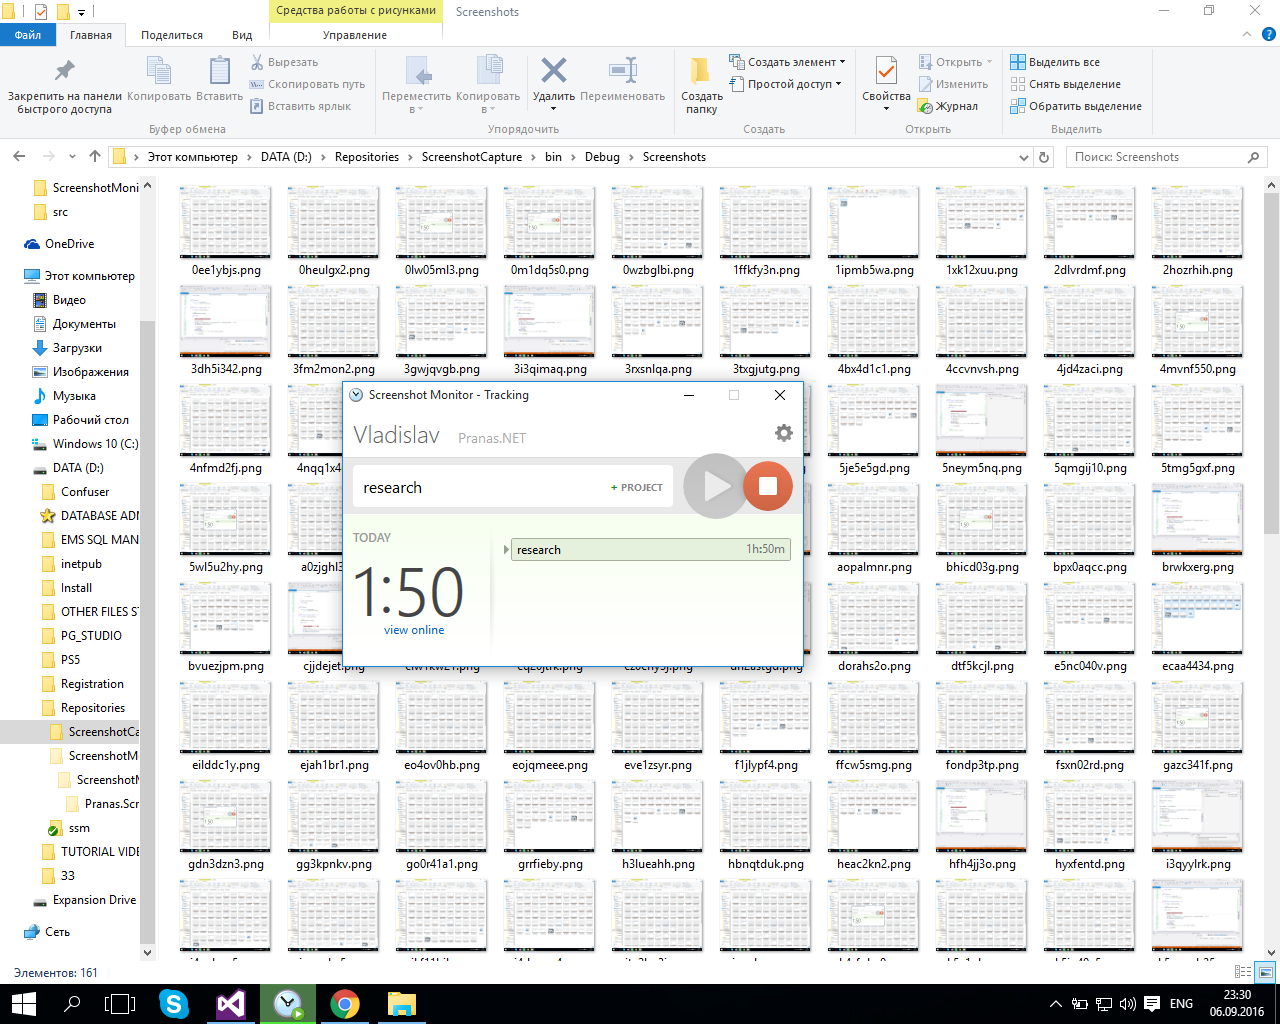 Средства работы с рисунками
Screenshots
Файл
Главная
Поделиться
Вид
Управление
Закрепить на панели быстрого доступа
Копировать
Вставить
Вырезать
Скопировать путь
Вставить ярлык
Буфер обмена
Переместить в
Копировать в
Удалить
Переименовать
Упорядочить
Создать папку
Создать элемент
Простой доступ
Создать
Свойства
Открыть
Изменить
Журнал
Открыть
Выделить все
Снять выделение
Обратить выделение
Выделить
Этот компьютер
DATA (D:)
Repositories
ScreenshotCapture
bin
Debug
Screenshots
Поиск: Screenshots
ScreenshotMoni
src
OneDrive
Этот компьютер
Видео
Документы
Загрузки
Изображения
Музыка
Рабочий стол
Windows 10 (C:)
DATA (D:)
Confuser
DATABASE ADM
EMS SQL MAN
inetpub
Install
OTHER FILES ST
PG_STUDIO
PS5
Registration
Repositories
ScreenshotCa
ScreenshotM
Screenshot
Pranas.Scr
ssm
TUTORIAL VIDE
33
Expansion Drive
Сеть
0ee1ybjs.png 0heulgx2.png 0lw05ml3.png 0m1dq5s0.png 0wzbglbi.png 1ffkfy3n.png 1ipmb5wa.png 1xk12xuu.png 2dlvrdmf.png 2hozrhih.png
3dh5i342.png 3fm2mon2.png 3gwjqvgb.png 3i3qimaq.png 3rxsnlqa.png 3txgjutg.png 4bx4d1c1.png 4ccvnvsh.png 4jd4zaci.png 4mvnf550.png
4nfmd2fj.png 4nqq1x4 5je5e5gd.png 5neym5nq.png 5qmgij10.png 5tmg5gxf.png
5wl5u2hy.png a0zjghl3 aopalmnr.png bhicd03g.png bpx0aqcc.png brwkxerg.png
bvuezjpm.png cjjdejet.png dorahs2o.png dtf5kcjl.png e5nc040v.png ecaa4434.png
eilddc1y.png ejah1br1.png eo4ov0hb.png eojqmeee.png eve1zsyr.png f1jlypf4.png ffcw5smg.png fondp3tp.png fsxn02rd.png gazc341f.png
gdn3dzn3.png gg3kpnkv.png go0r41a1.png grrfieby.png h3lueahh.png hbnqtduk.png heac2kn2.png hfh4jj3o.png hyxfentd.png i3qyylrk.png
Screenshot Monitor - Tracking
Vladislav
Pranas.NET
research
+ PROJECT
TODAY
1:50
view online
research
1h:50m
Элементов: 161
ENG
23:30
06.09.2016